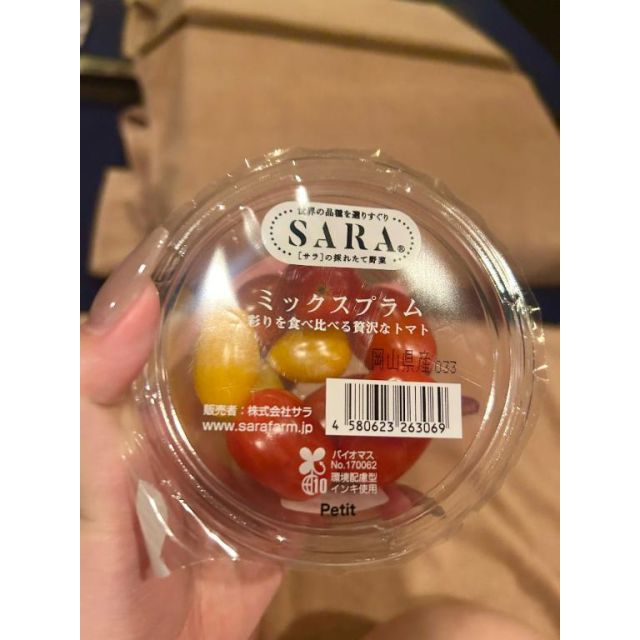 世界の品種を選りすぐり
SARA®
[サラ]の採れたて野菜
ミックスプラム
彩りを食べ比べる贅沢なトマト
岡山県産 033
販売者:株式会社サラ
www.sarafarm.jp
4 580623 263069
バイオマス
No.170062
環境配慮型
インキ使用
10
Petit